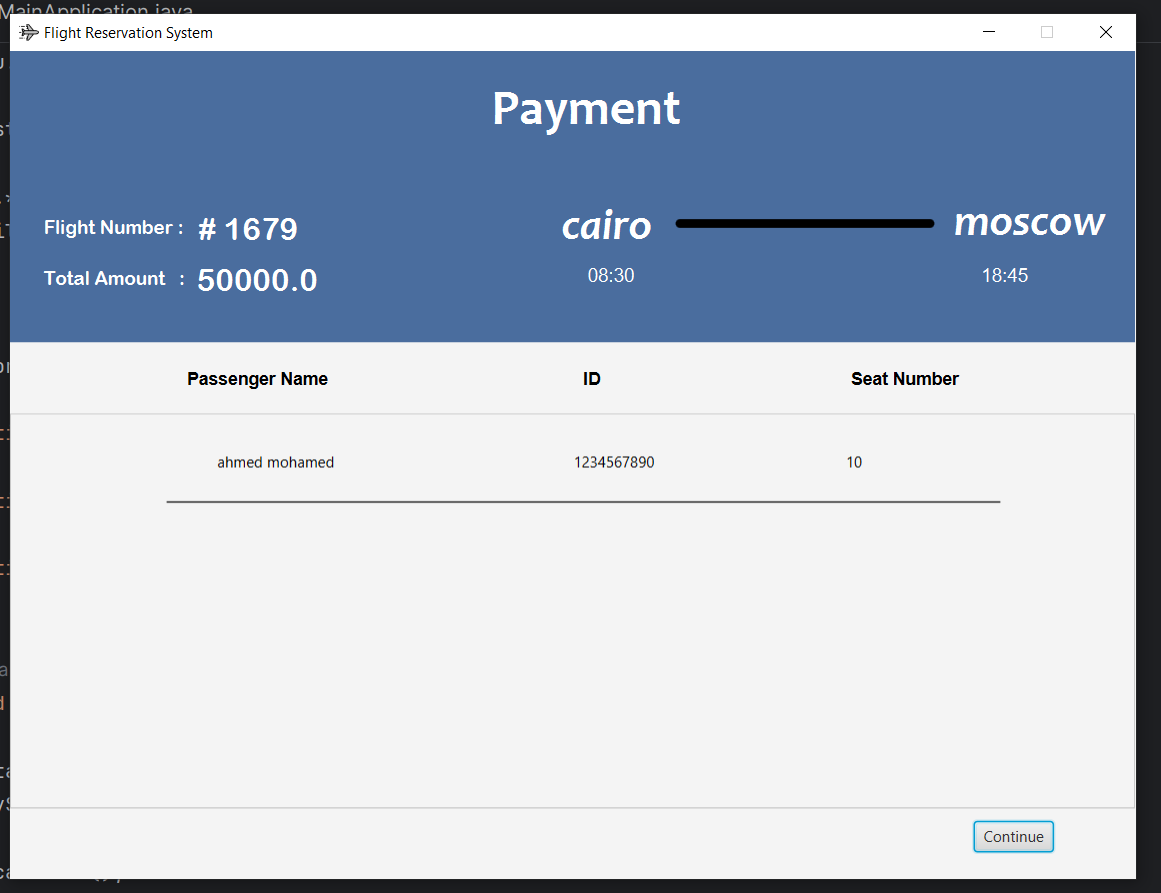 MainApplication.java
Flight Reservation System
Payment
Flight Number : # 1679
cairo moscow
Total Amount : 50000.0
08:30 18:45
Passenger Name ID Seat Number
ahmed mohamed 1234567890 10
Continue